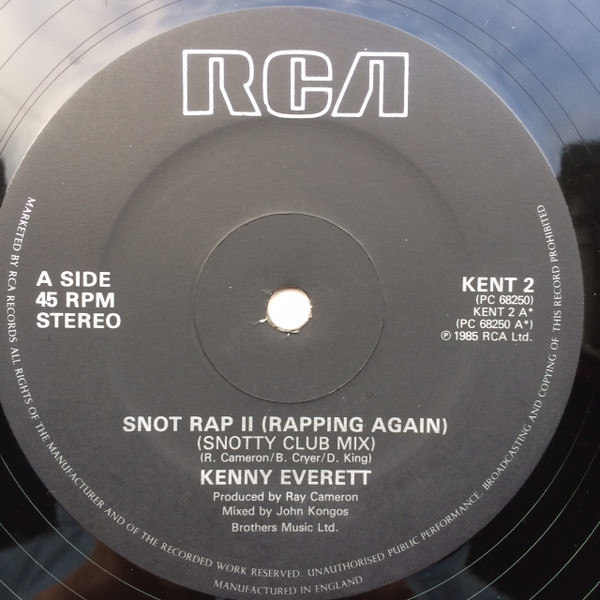 RCA
A SIDE
45 RPM
STEREO
KENT 2
(PC 68250)
KENT 2 A*
(PC 68250 A*)
℗ 1985 RCA Ltd.
SNOT RAP II (RAPPING AGAIN)
(SNOTTY CLUB MIX)
(R. Cameron/B. Cryer/D. King)
KENNY EVERETT
Produced by Ray Cameron
Mixed by John Kongos
Brothers Music Ltd.
MARKETED BY RCA RECORDS ALL RIGHTS OF THE MANUFACTURER AND OF THE RECORDED WORK RESERVED. UNAUTHORISED PUBLIC PERFORMANCE, BROADCASTING AND COPYING OF THIS RECORD PROHIBITED
MANUFACTURED IN ENGLAND